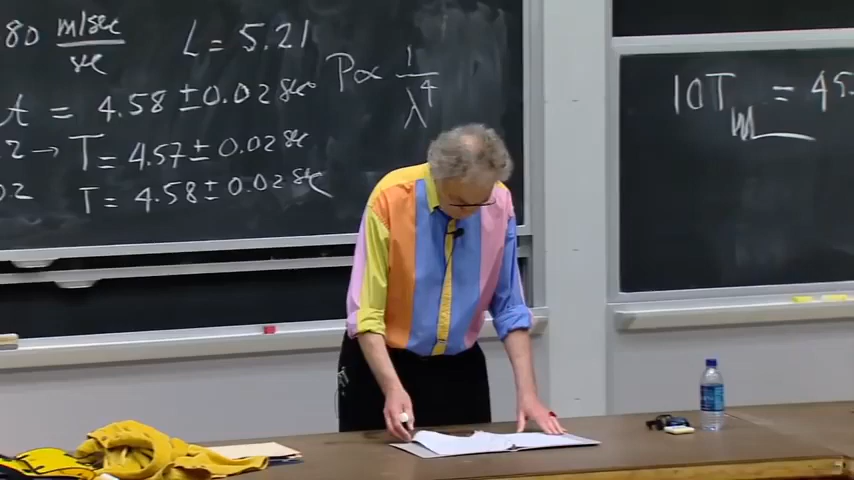 80 m/sec / sec
L = 5.21
t = 4.58 ± 0.02 sec
P ∝ 1/λ⁴
2 → T = 4.57 ± 0.02 sec
02 T = 4.58 ± 0.02 sec
10T = 45